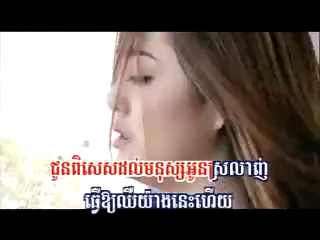 ជូនពិសេសដល់មនុស្សអូនស្រលាញ់
ធ្វើឱ្យឈឺយ៉ាងនេះហើយ